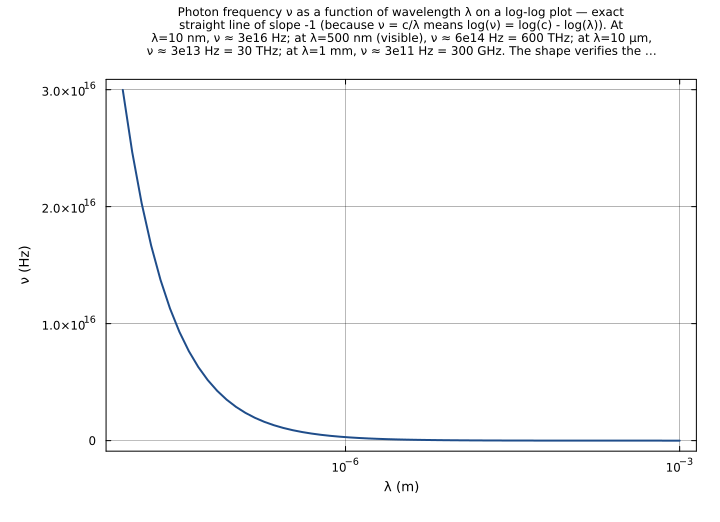 Photon frequency ν as a function of wavelength λ on a log-log plot — exact
straight line of slope -1 (because ν = c/λ means log(ν) = log(c) - log(λ)). At
λ=10 nm, ν ≈ 3e16 Hz; at λ=500 nm (visible), ν ≈ 6e14 Hz = 600 THz; at λ=10 μm,
ν ≈ 3e13 Hz = 30 THz; at λ=1 mm, ν ≈ 3e11 Hz = 300 GHz. The shape verifies the …
3.0×10¹⁶
2.0×10¹⁶
1.0×10¹⁶
0
ν (Hz)
10⁻⁶ 10⁻³
λ (m)